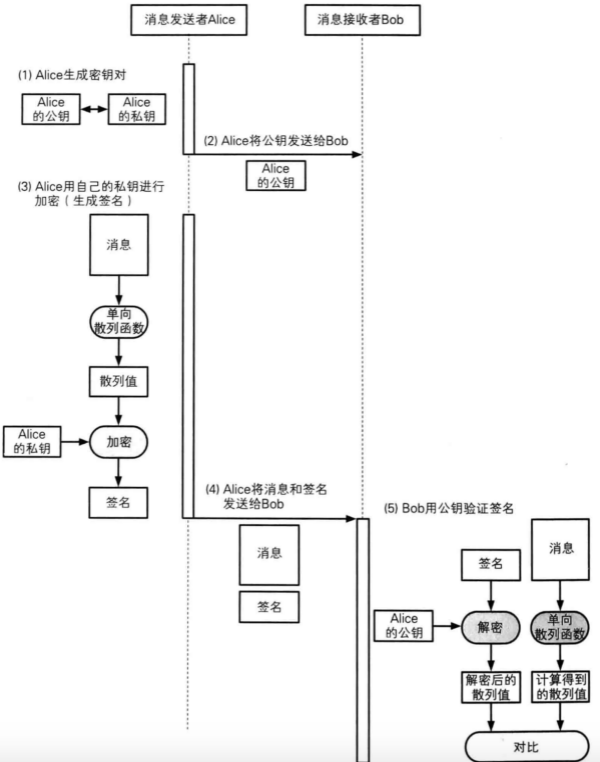 消息发送者Alice
消息接收者Bob
(1) Alice生成密钥对
Alice
的公钥
Alice
的私钥
(2) Alice将公钥发送给Bob
Alice
的公钥
(3) Alice用自己的私钥进行
加密（生成签名）
消息
单向
散列函数
散列值
Alice
的私钥
加密
签名
(4) Alice将消息和签名
发送给Bob
消息
签名
(5) Bob用公钥验证签名
签名
消息
Alice
的公钥
解密
单向
散列函数
解密后的
散列值
计算得到
的散列值
对比